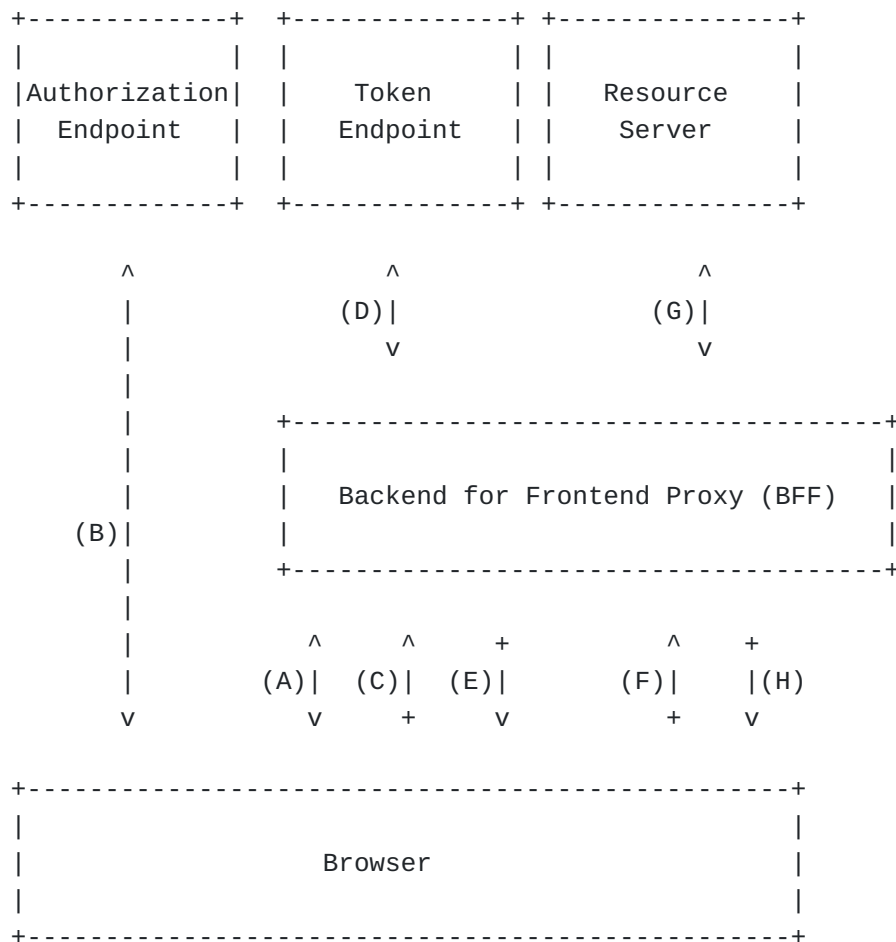 Authorization Endpoint
Token Endpoint
Resource Server
(D)
(G)
Backend for Frontend Proxy (BFF)
(B)
(A) (C) (E) (F) (H)
Browser